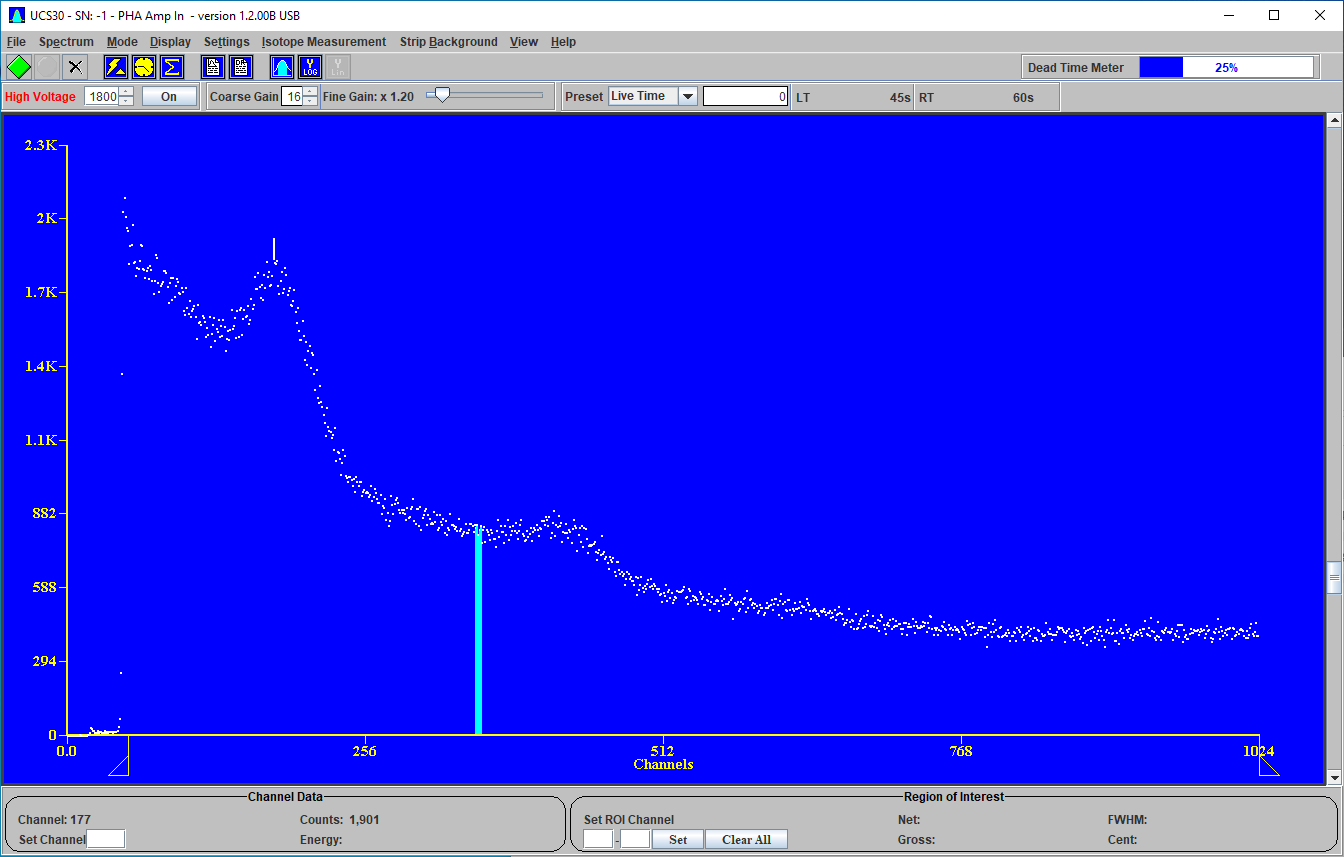 UCS30 - SN: -1 - PHA Amp In - version 1.2.00B USB
File Spectrum Mode Display Settings Isotope Measurement Strip Background View Help
Y LOG Y Lin Dead Time Meter 25%
High Voltage 1800 On Coarse Gain 16 Fine Gain: x 1.20 Preset Live Time 0 LT 45s RT 60s
2.3K
2K
1.7K
1.4K
1.1K
882
588
294
0
0.0 256 512 768 1024
Channels
Channel Data Region of Interest
Channel: 177 Counts: 1,901 Set ROI Channel Net: FWHM:
Set Channel Energy: - Set Clear All Gross: Cent: